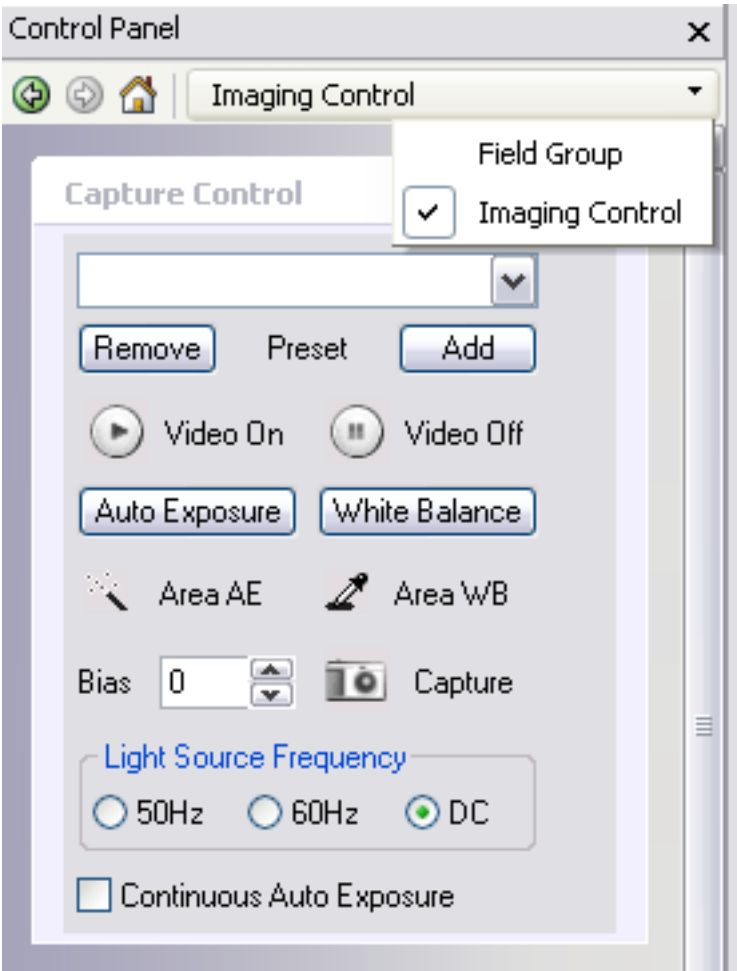 Control Panel
Imaging Control
Field Group
Imaging Control
Capture Control
Remove Preset Add
Video On Video Off
Auto Exposure White Balance
Area AE Area WB
Bias 0 Capture
Light Source Frequency
50Hz 60Hz DC
Continuous Auto Exposure